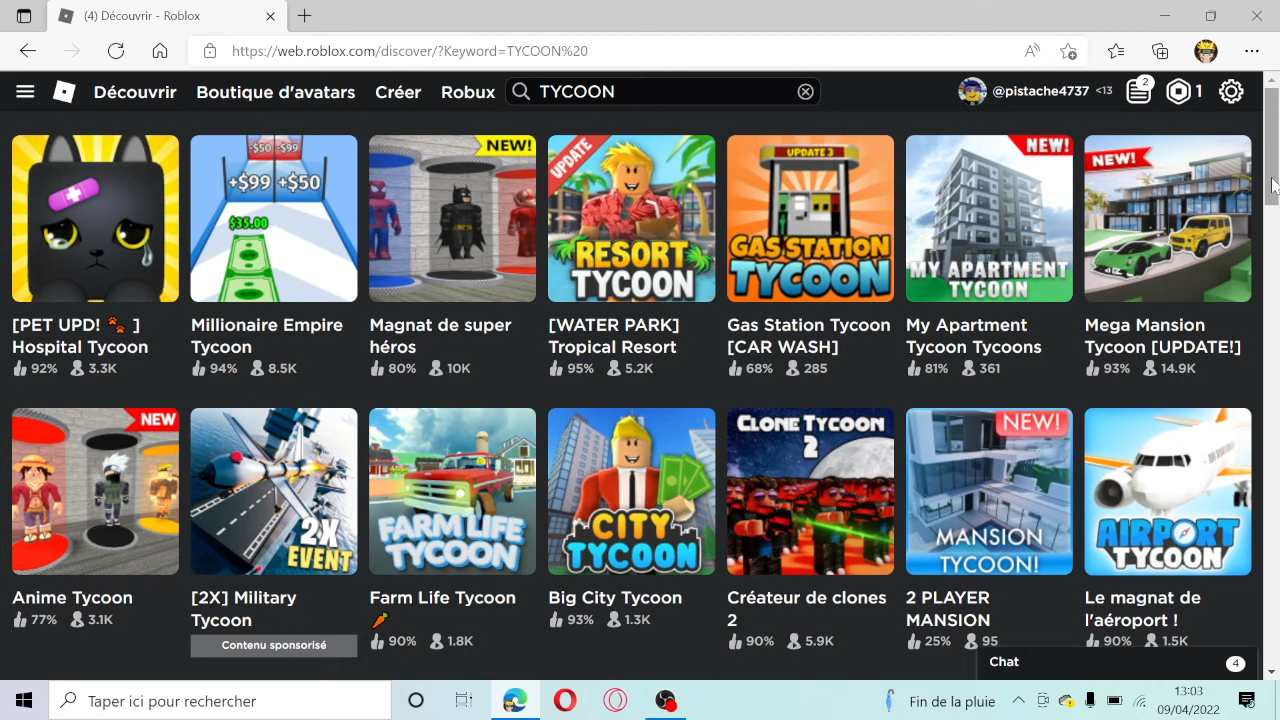 (4) Découvrir - Roblox
https://web.roblox.com/discover/?Keyword=TYCOON%20
Découvrir Boutique d'avatars Créer Robux TYCOON @pistache4737 <13 2 1
-$50 -$99
+$99 +$50
$35.00
NEW!
UPDATE
RESORT
TYCOON
UPDATE 3
GAS STATION
TYCOON
NEW!
MY APARTMENT
TYCOON
NEW!
[PET UPD! 🐾 ]
Hospital Tycoon
92% 3.3K
Millionaire Empire
Tycoon
94% 8.5K
Magnat de super
héros
80% 10K
[WATER PARK]
Tropical Resort
95% 5.2K
Gas Station Tycoon
[CAR WASH]
68% 285
My Apartment
Tycoon Tycoons
81% 361
Mega Mansion
Tycoon [UPDATE!]
93% 14.9K
NEW
2X
EVENT
FARM LIFE
TYCOON
CITY
TYCOON
CLONE TYCOON
2
NEW!
MANSION
TYCOON!
AIRPORT
TYCOON
Anime Tycoon
77% 3.1K
[2X] Military
Tycoon
Contenu sponsorisé
Farm Life Tycoon
🥕
90% 1.8K
Big City Tycoon
93% 1.3K
Créateur de clones
2
90% 5.9K
2 PLAYER
MANSION
25% 95
Le magnat de
l'aéroport !
90% 1.5K
Chat 4
Taper ici pour rechercher
Fin de la pluie
13:03
09/04/2022